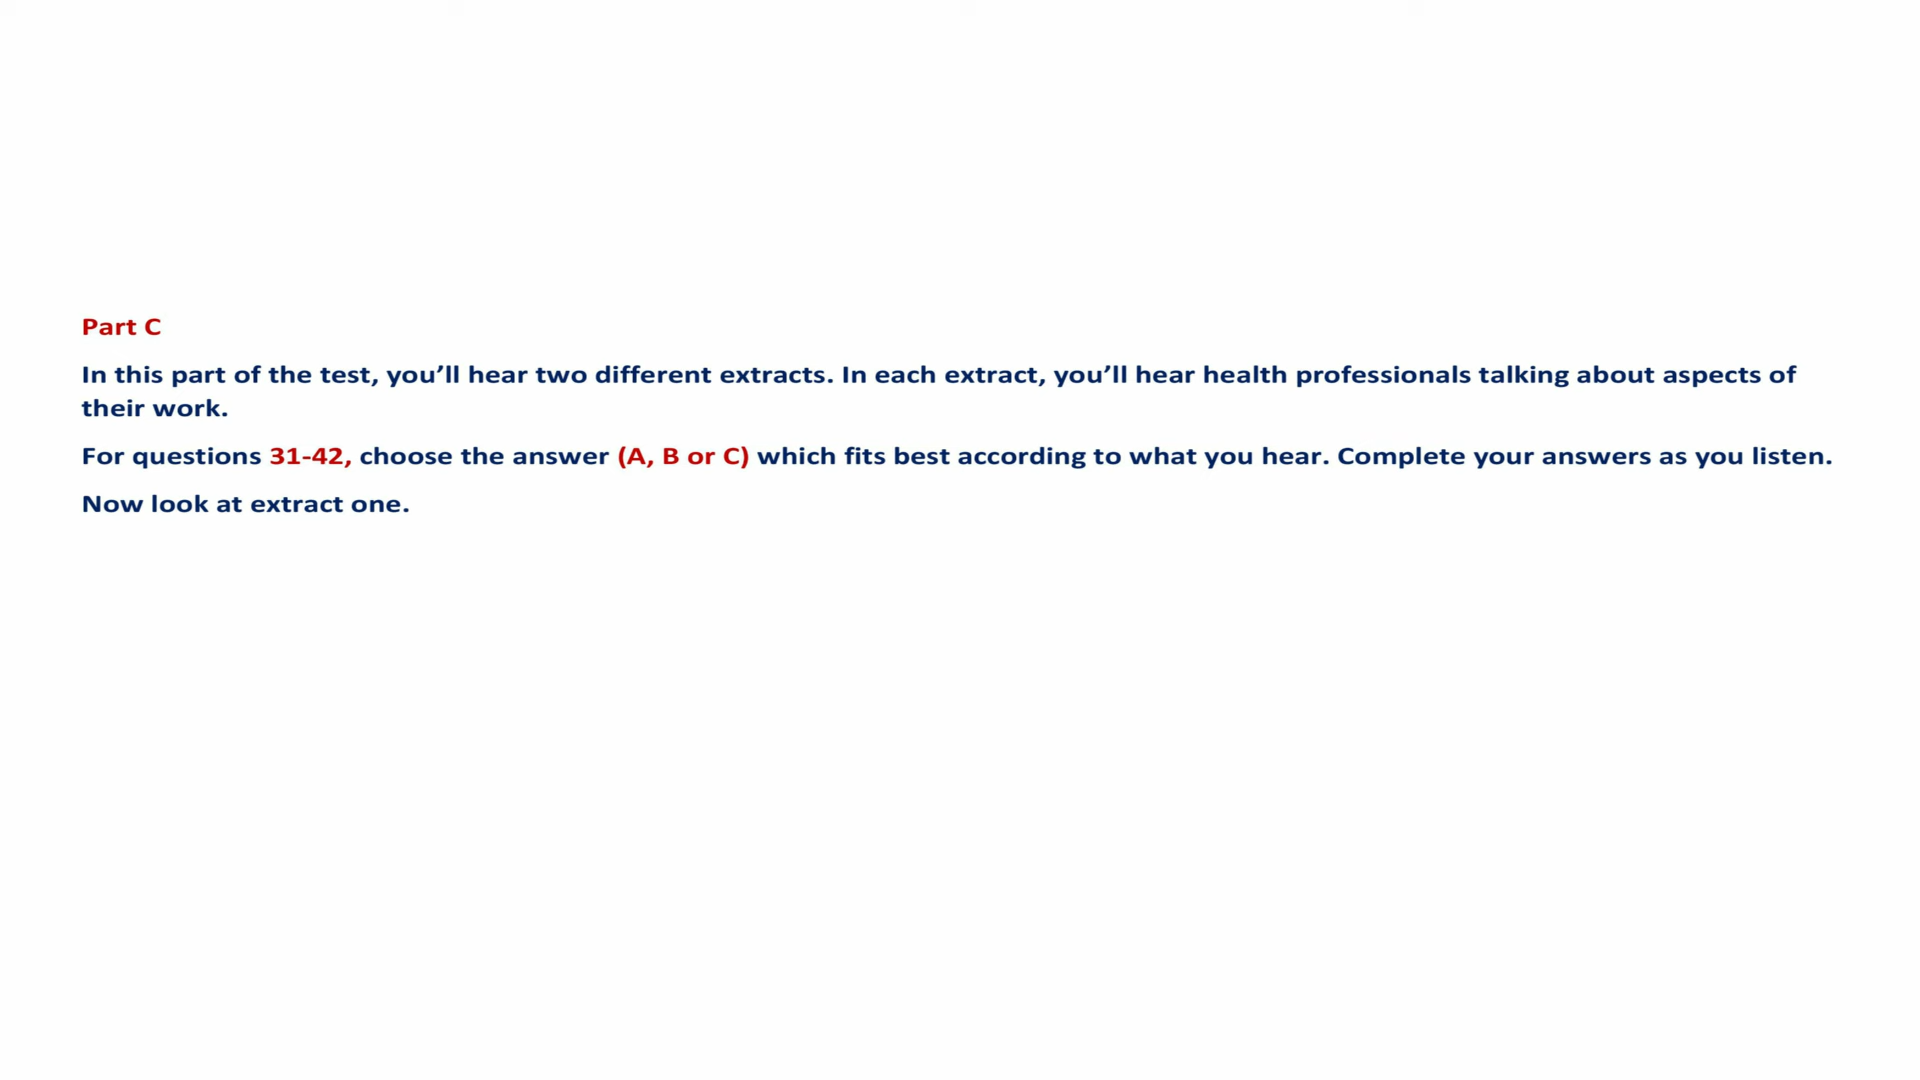 Part C
In this part of the test, you’ll hear two different extracts. In each extract, you’ll hear health professionals talking about aspects of
their work.
For questions 31-42, choose the answer (A, B or C) which fits best according to what you hear. Complete your answers as you listen.
Now look at extract one.